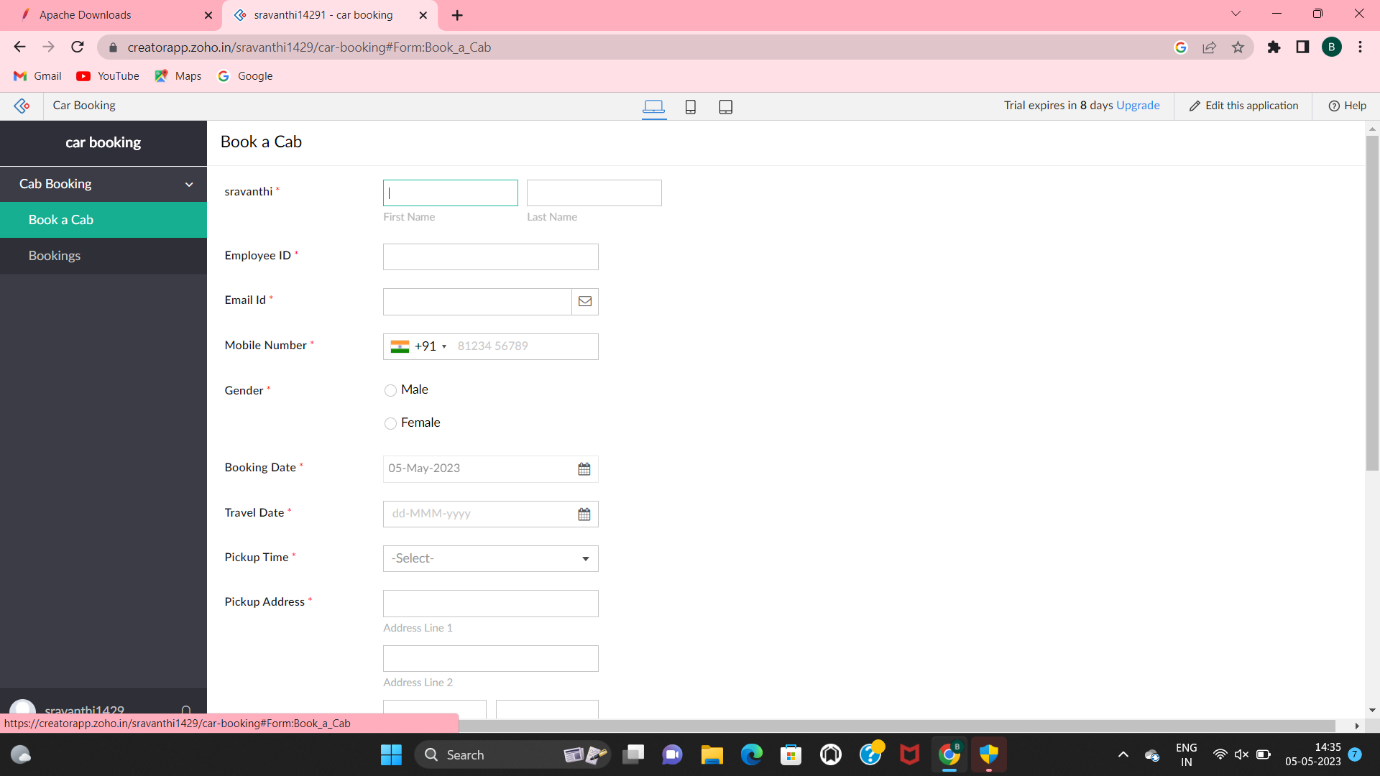 Apache Downloads
sravanthi14291 - car booking
creatorapp.zoho.in/sravanthi1429/car-booking#Form:Book_a_Cab
B
Gmail YouTube Maps Google
Car Booking
Trial expires in 8 days Upgrade
Edit this application
Help
car booking
Cab Booking
Book a Cab
Bookings
Book a Cab
sravanthi *
First Name Last Name
Employee ID *
Email Id *
Mobile Number * +91 81234 56789
Gender * Male
Female
Booking Date * 05-May-2023
Travel Date * dd-MMM-yyyy
Pickup Time * -Select-
Pickup Address *
Address Line 1
Address Line 2
sravanthi1429
https://creatorapp.zoho.in/sravanthi1429/car-booking#Form:Book_a_Cab
Search
ENG
IN
14:35
05-05-2023
7